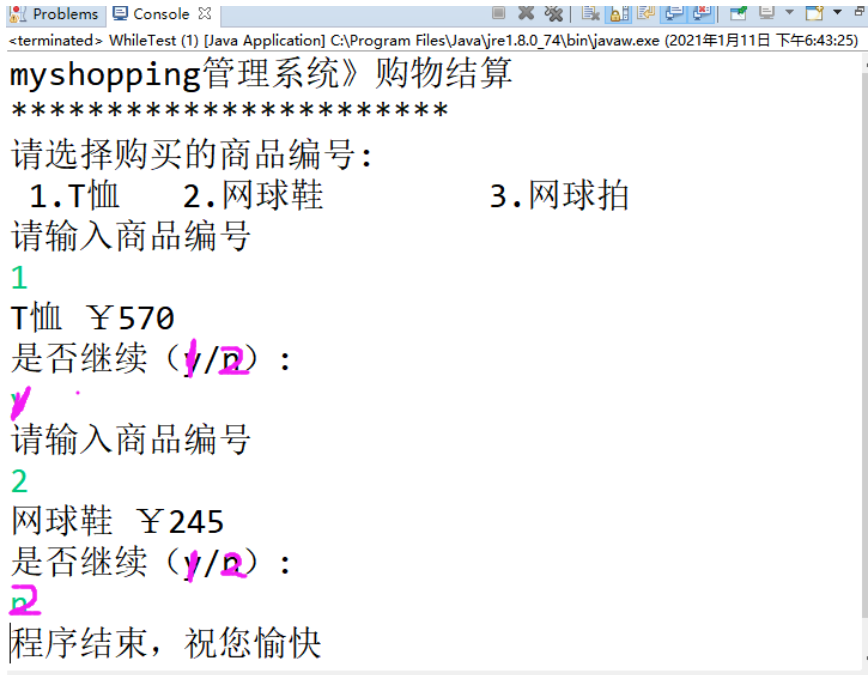 Problems Console
<terminated> WhileTest (1) [Java Application] C:\Program Files\Java\jre1.8.0_74\bin\javaw.exe (2021年1月11日 下午6:43:25)
myshopping管理系统》购物结算
***********************
请选择购买的商品编号:
1.T恤 2.网球鞋 3.网球拍
请输入商品编号
1
T恤 ￥570
是否继续（y/n）:
y
请输入商品编号
2
网球鞋 ￥245
是否继续（y/n）:
n
程序结束，祝您愉快